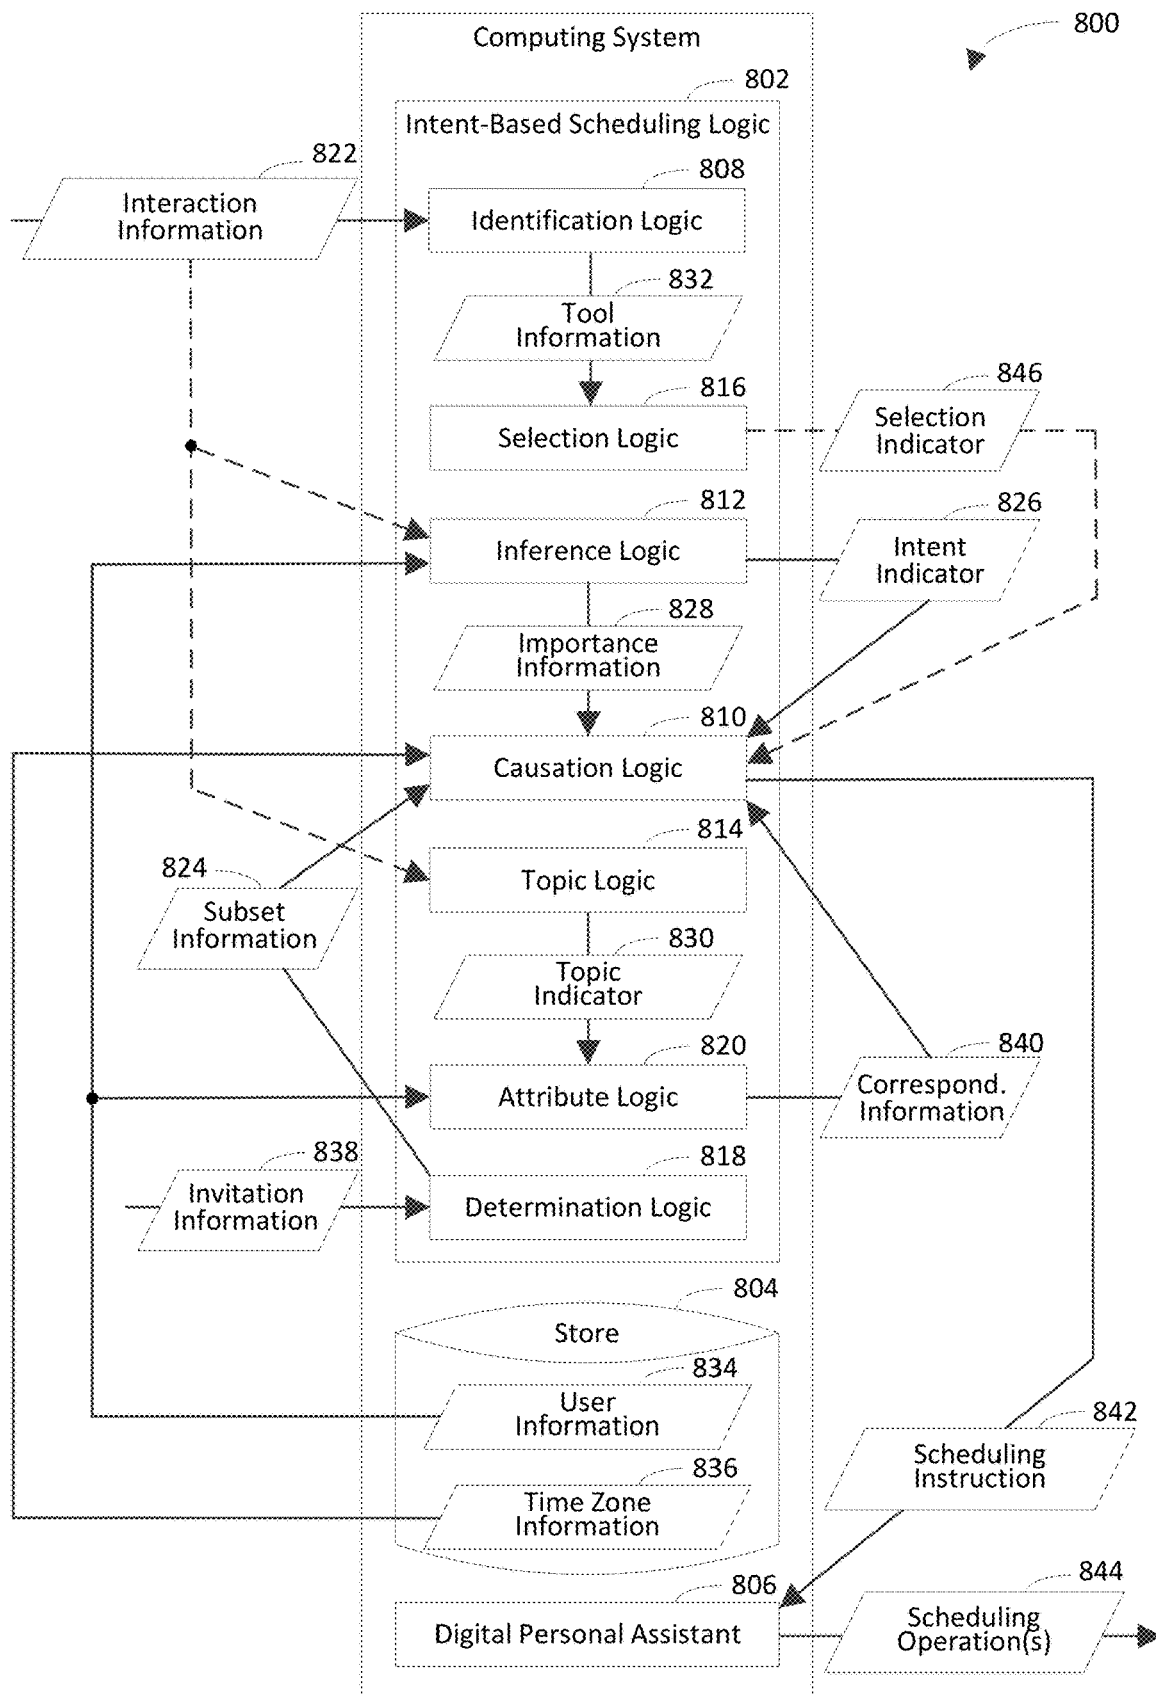 800
Computing System
802
Intent-Based Scheduling Logic
822
Interaction
Information
808
Identification Logic
832
Tool
Information
816
Selection Logic
846
Selection
Indicator
812
Inference Logic
826
Intent
Indicator
828
Importance
Information
810
Causation Logic
814
Topic Logic
824
Subset
Information
830
Topic
Indicator
820
Attribute Logic
840
Correspond.
Information
838
Invitation
Information
818
Determination Logic
804
Store
834
User
Information
836
Time Zone
Information
842
Scheduling
Instruction
806
Digital Personal Assistant
844
Scheduling
Operation(s)